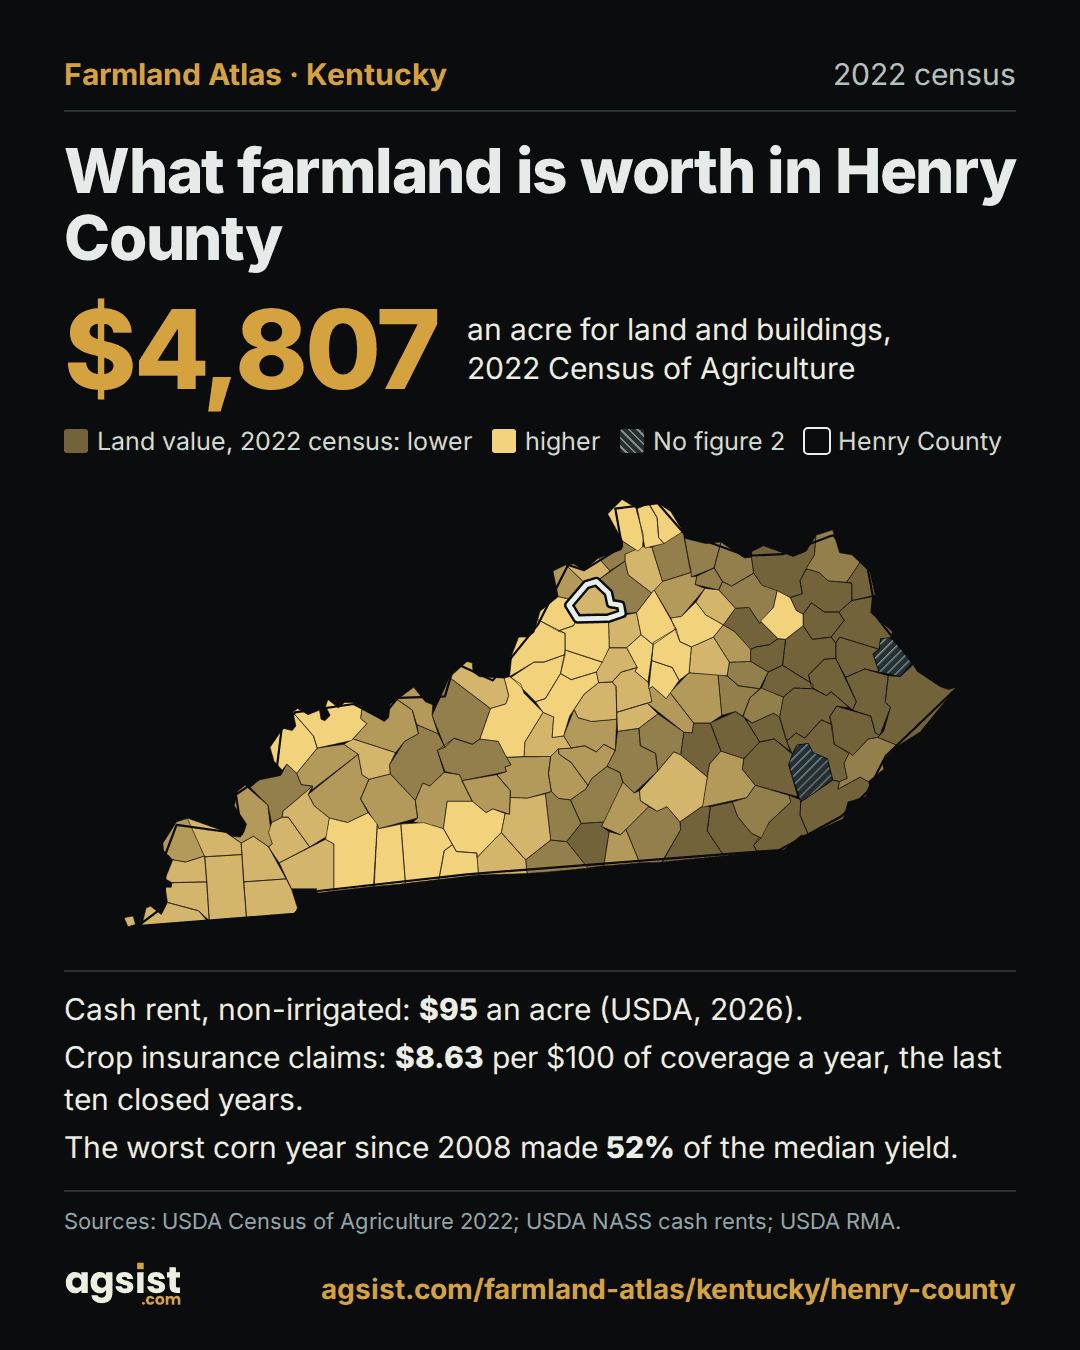 Farmland Atlas · Kentucky
2022 census
What farmland is worth in Henry
County
$4,807
an acre for land and buildings,
2022 Census of Agriculture
Land value, 2022 census: lower
higher
No figure 2
Henry County
Cash rent, non-irrigated: $95 an acre (USDA, 2026).
Crop insurance claims: $8.63 per $100 of coverage a year, the last
ten closed years.
The worst corn year since 2008 made 52% of the median yield.
Sources: USDA Census of Agriculture 2022; USDA NASS cash rents; USDA RMA.
agsist
.com
agsist.com/farmland-atlas/kentucky/henry-county